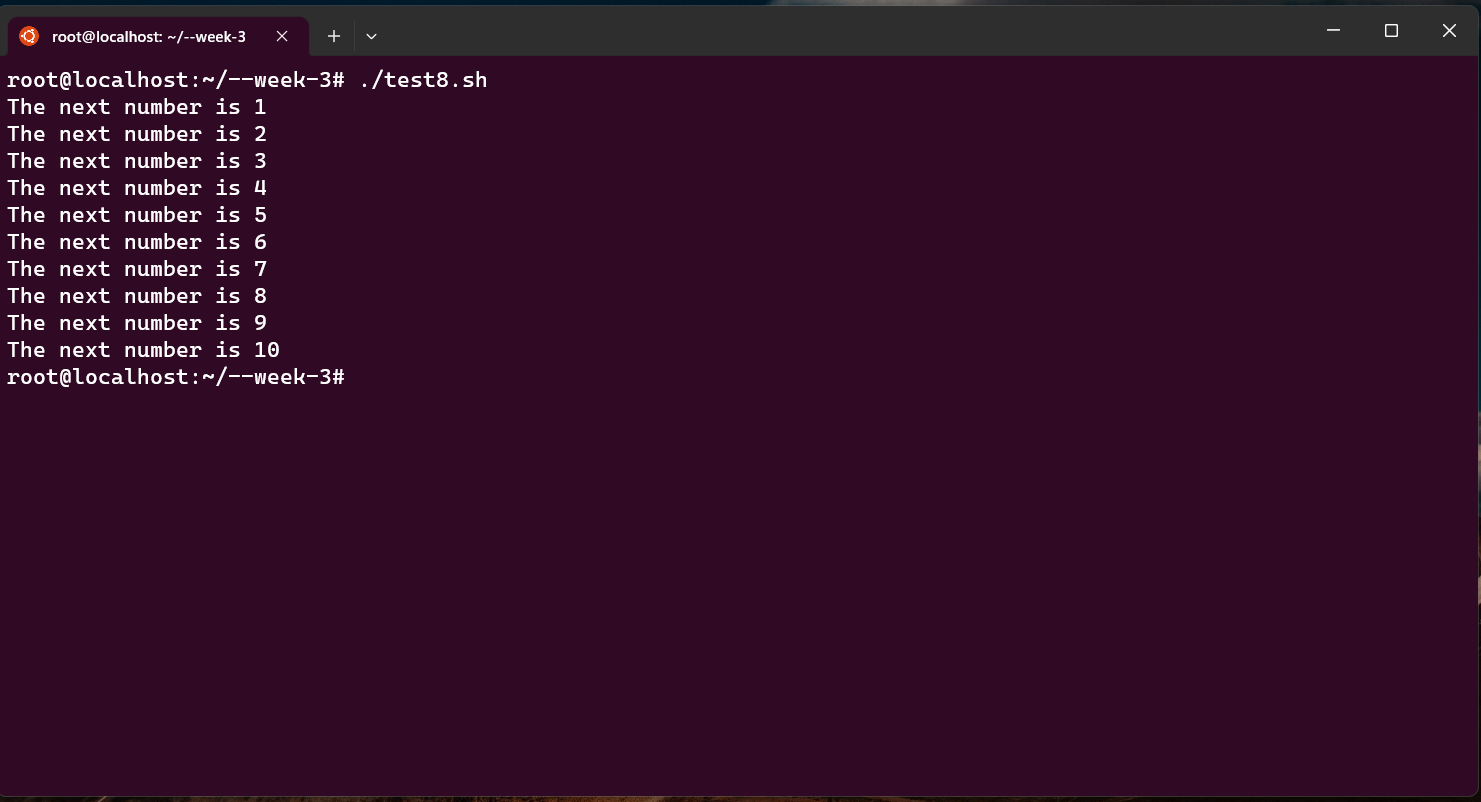 root@localhost: ~/--week-3
root@localhost:~/--week-3# ./test8.sh
The next number is 1
The next number is 2
The next number is 3
The next number is 4
The next number is 5
The next number is 6
The next number is 7
The next number is 8
The next number is 9
The next number is 10
root@localhost:~/--week-3#